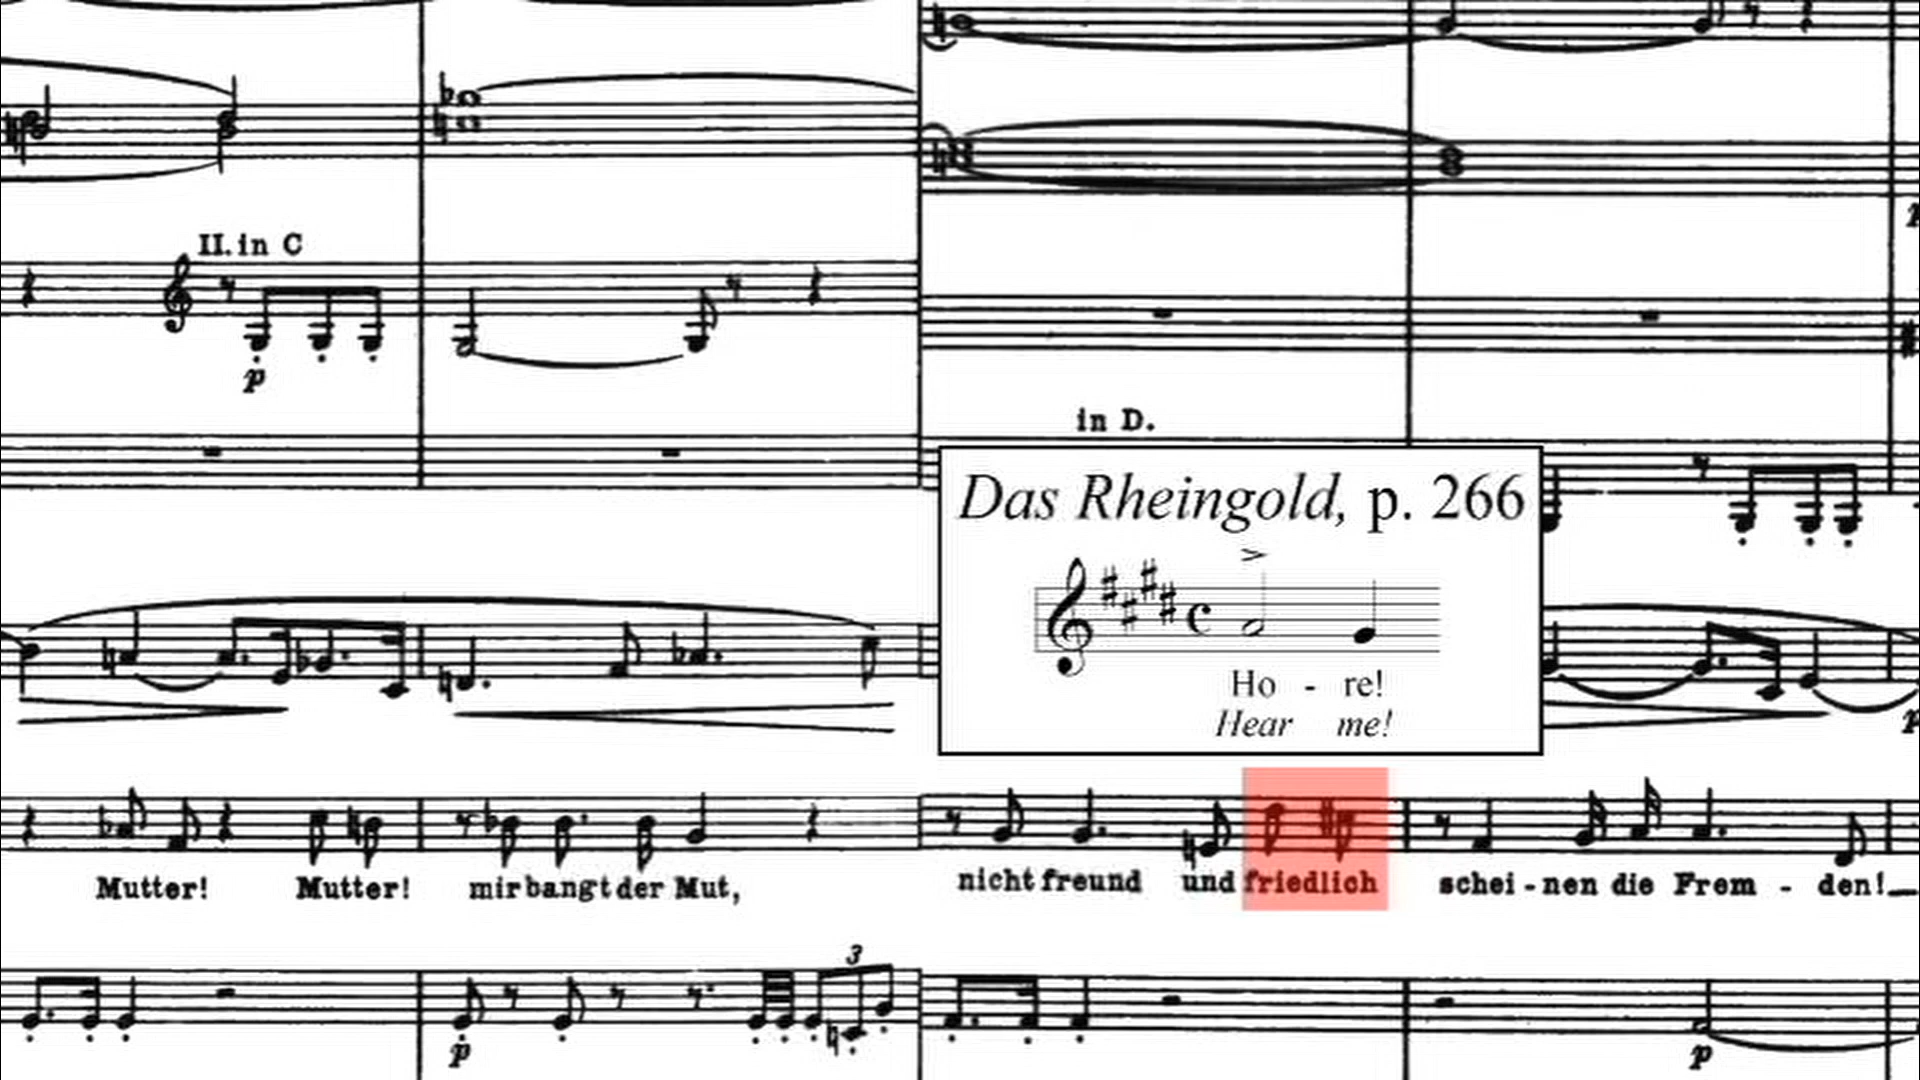 II. in C
p
in D.
Das Rheingold, p. 266
Ho - re!
Hear me!
Mutter! Mutter! mir bangt der Mut, nicht freund und friedlich schei - nen die Frem - den!
3
p
p